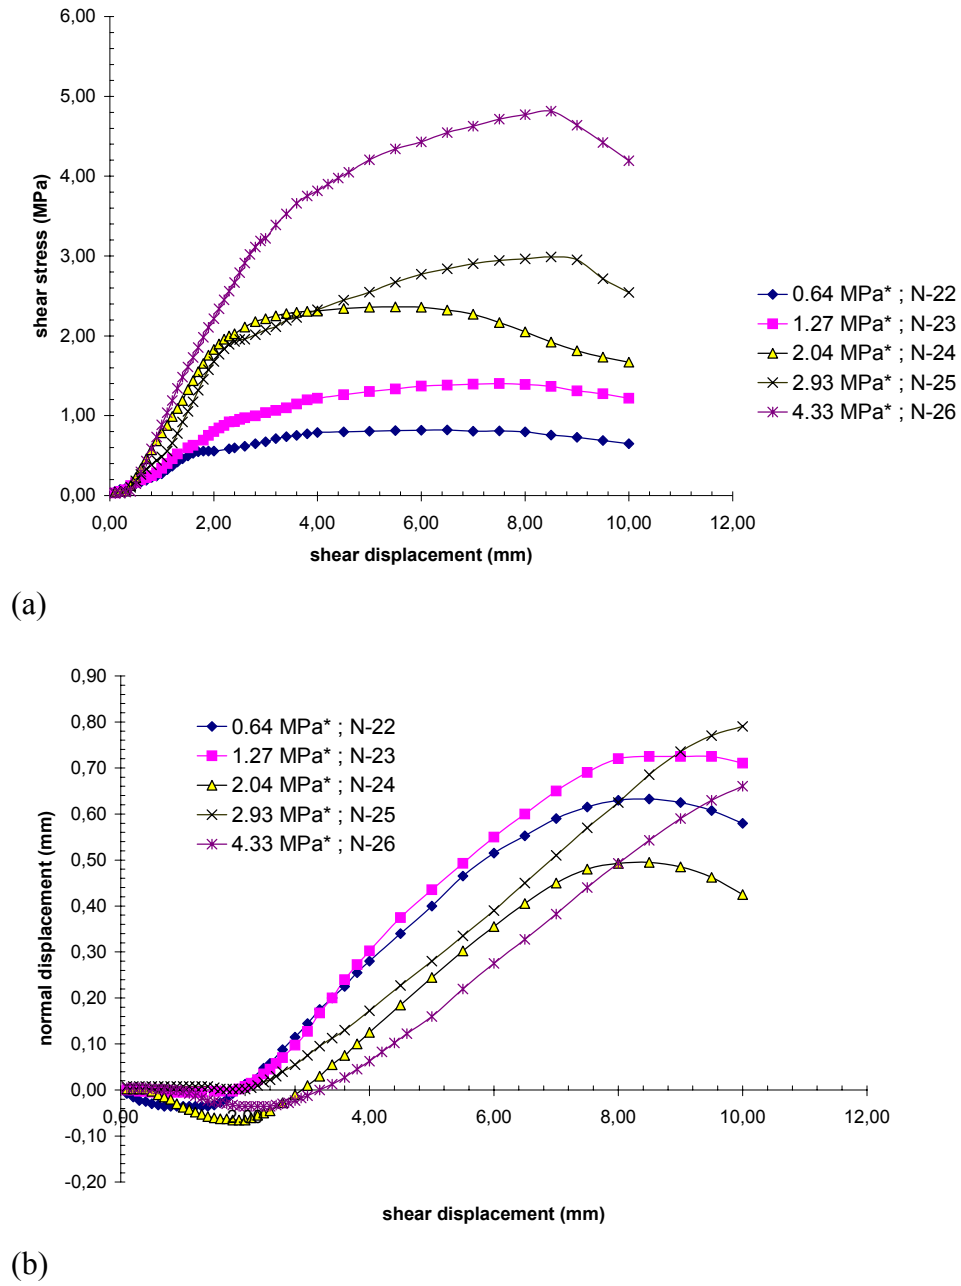 6,00
5,00
4,00
3,00
2,00
1,00
0,00
shear stress (MPa)
0,00 2,00 4,00 6,00 8,00 10,00 12,00
shear displacement (mm)
0.64 MPa* ; N-22
1.27 MPa* ; N-23
2.04 MPa* ; N-24
2.93 MPa* ; N-25
4.33 MPa* ; N-26
(a)
0,90
0,80
0,70
0,60
0,50
0,40
0,30
0,20
0,10
0,00
-0,10
-0,20
normal displacement (mm)
0.64 MPa* ; N-22
1.27 MPa* ; N-23
2.04 MPa* ; N-24
2.93 MPa* ; N-25
4.33 MPa* ; N-26
0,00 2,00 4,00 6,00 8,00 10,00 12,00
shear displacement (mm)
(b)